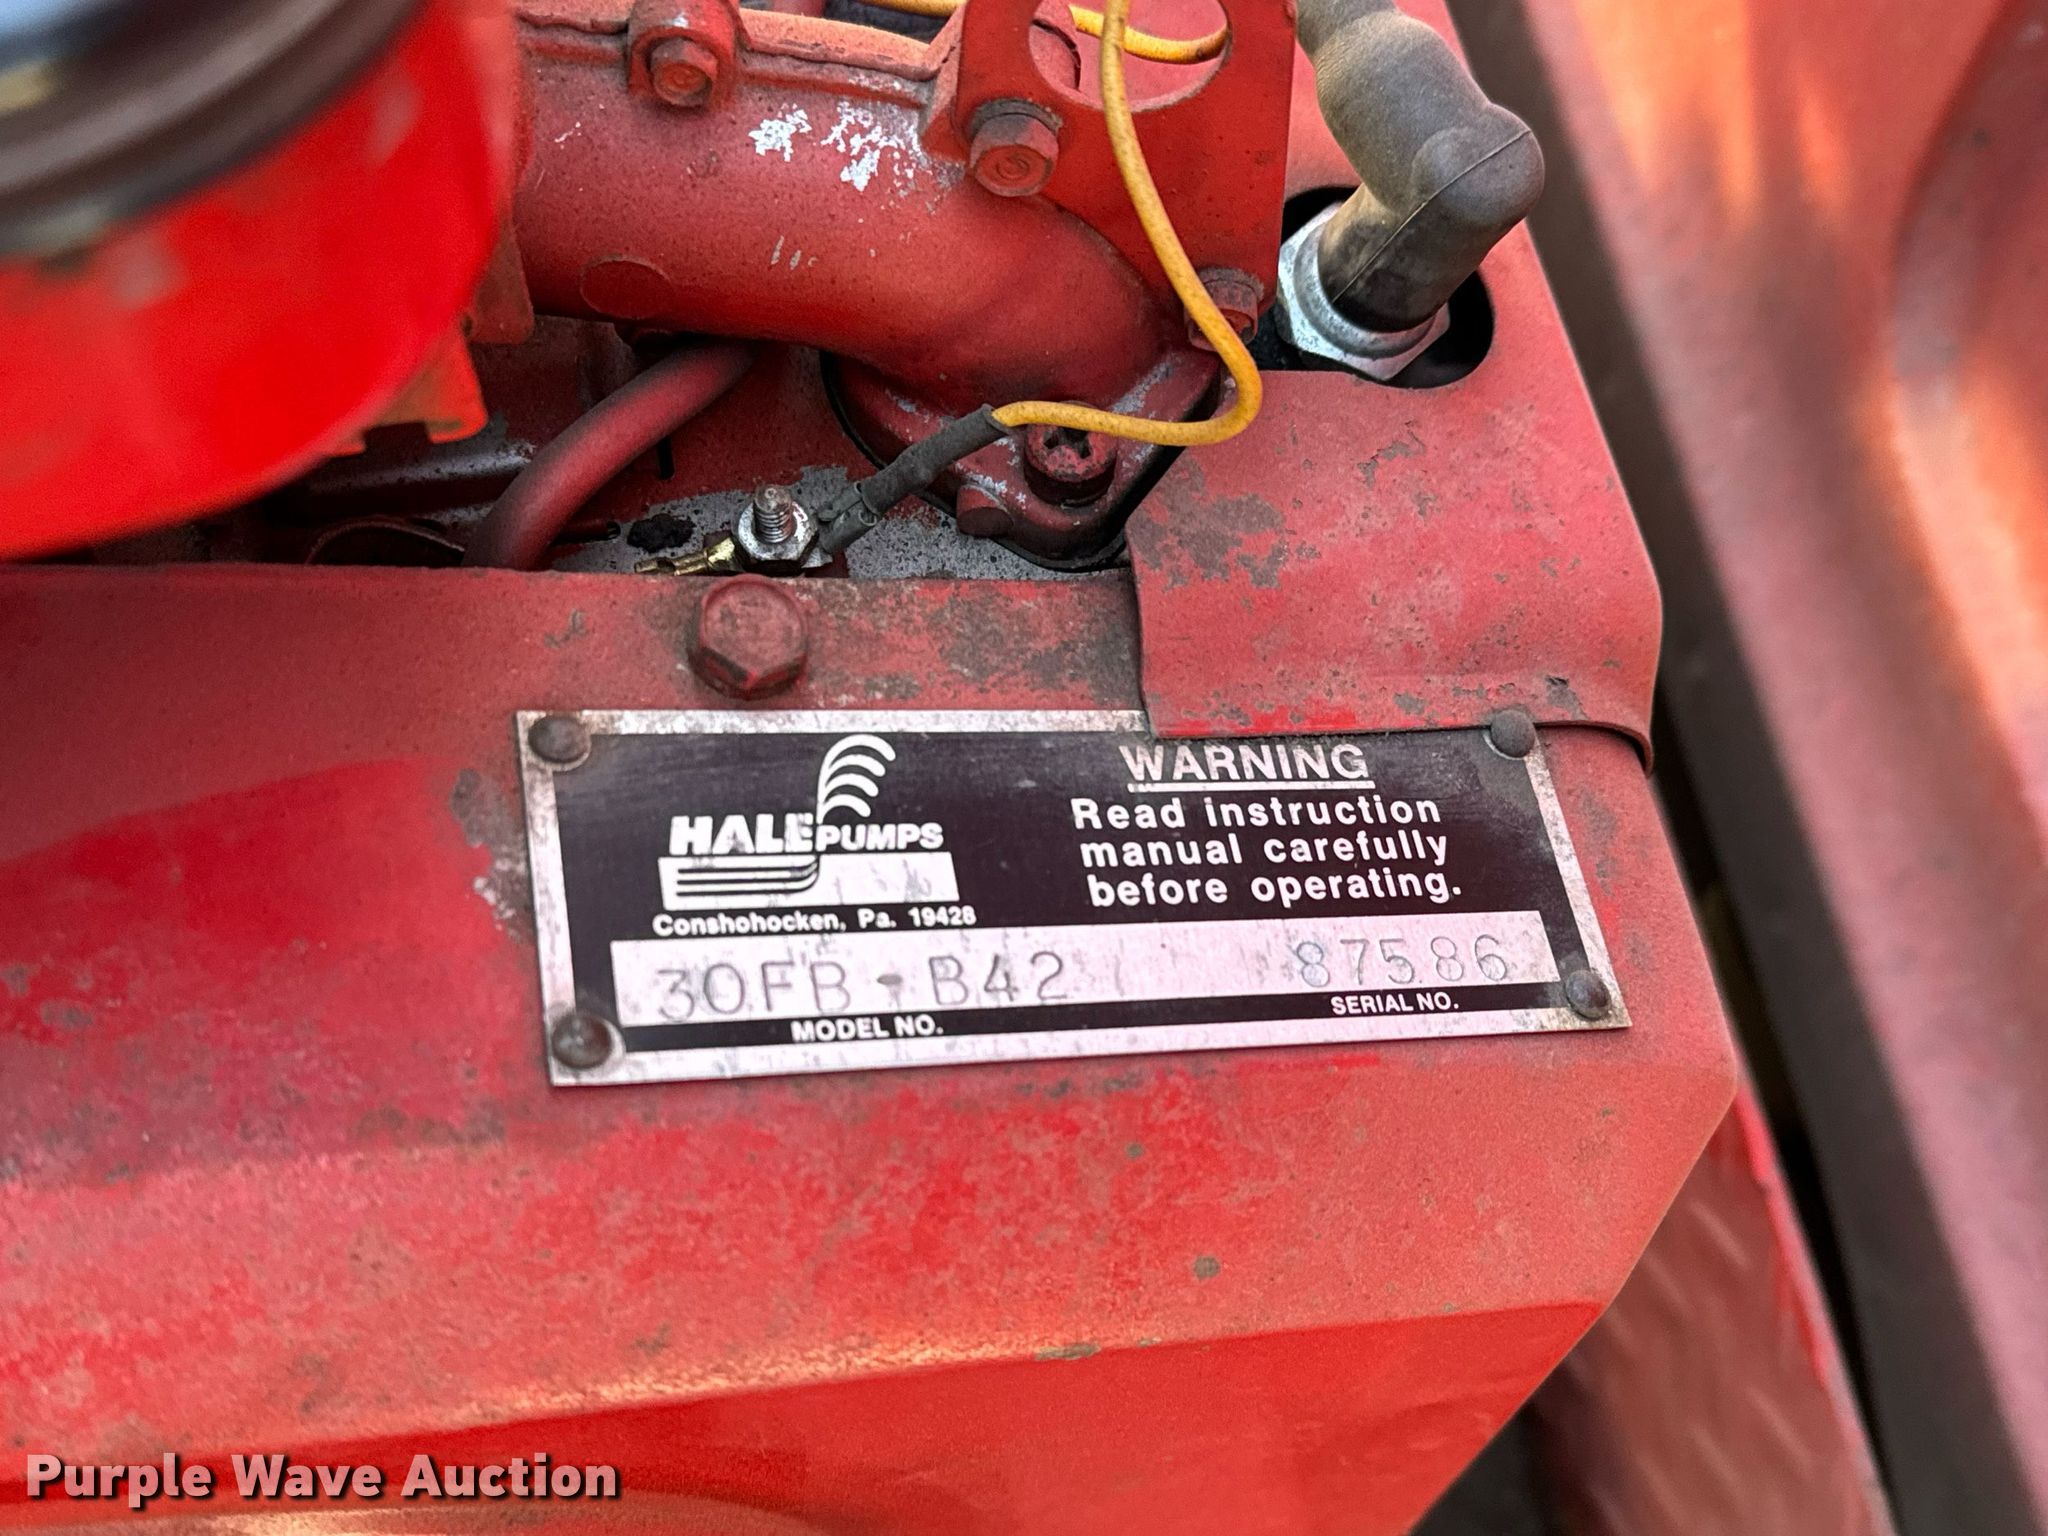 HALE PUMPS
Conshohocken, Pa. 19428
WARNING
Read instruction
manual carefully
before operating.
30FB-B42 87586
MODEL NO. SERIAL NO.
Purple Wave Auction